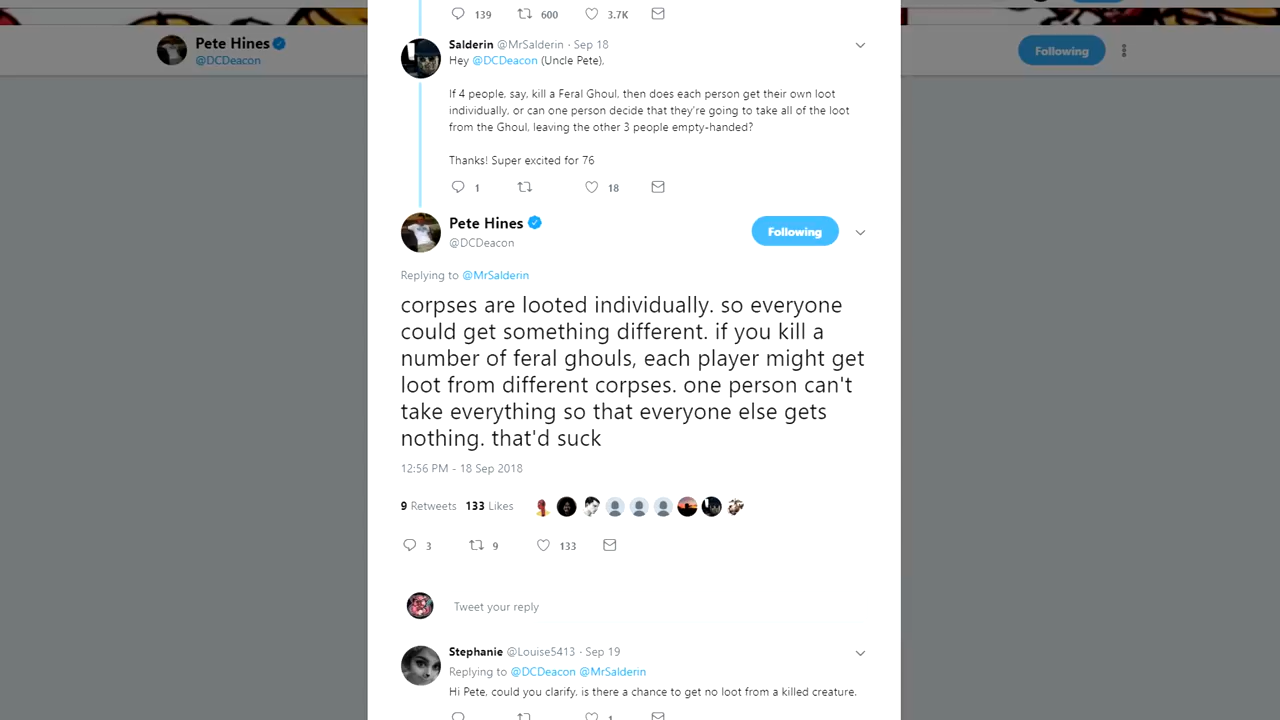 139 600 3.7K
Pete Hines
@DCDeacon
Following
Salderin @MrSalderin · Sep 18
Hey @DCDeacon (Uncle Pete),
If 4 people, say, kill a Feral Ghoul, then does each person get their own loot
individually, or can one person decide that they're going to take all of the loot
from the Ghoul, leaving the other 3 people empty-handed?
Thanks! Super excited for 76
1 18
Pete Hines
@DCDeacon
Following
Replying to @MrSalderin
corpses are looted individually. so everyone
could get something different. if you kill a
number of feral ghouls, each player might get
loot from different corpses. one person can't
take everything so that everyone else gets
nothing. that'd suck
12:56 PM - 18 Sep 2018
9 Retweets 133 Likes
3 9 133
Tweet your reply
Stephanie @Louise5413 · Sep 19
Replying to @DCDeacon @MrSalderin
Hi Pete, could you clarify, is there a chance to get no loot from a killed creature.
1